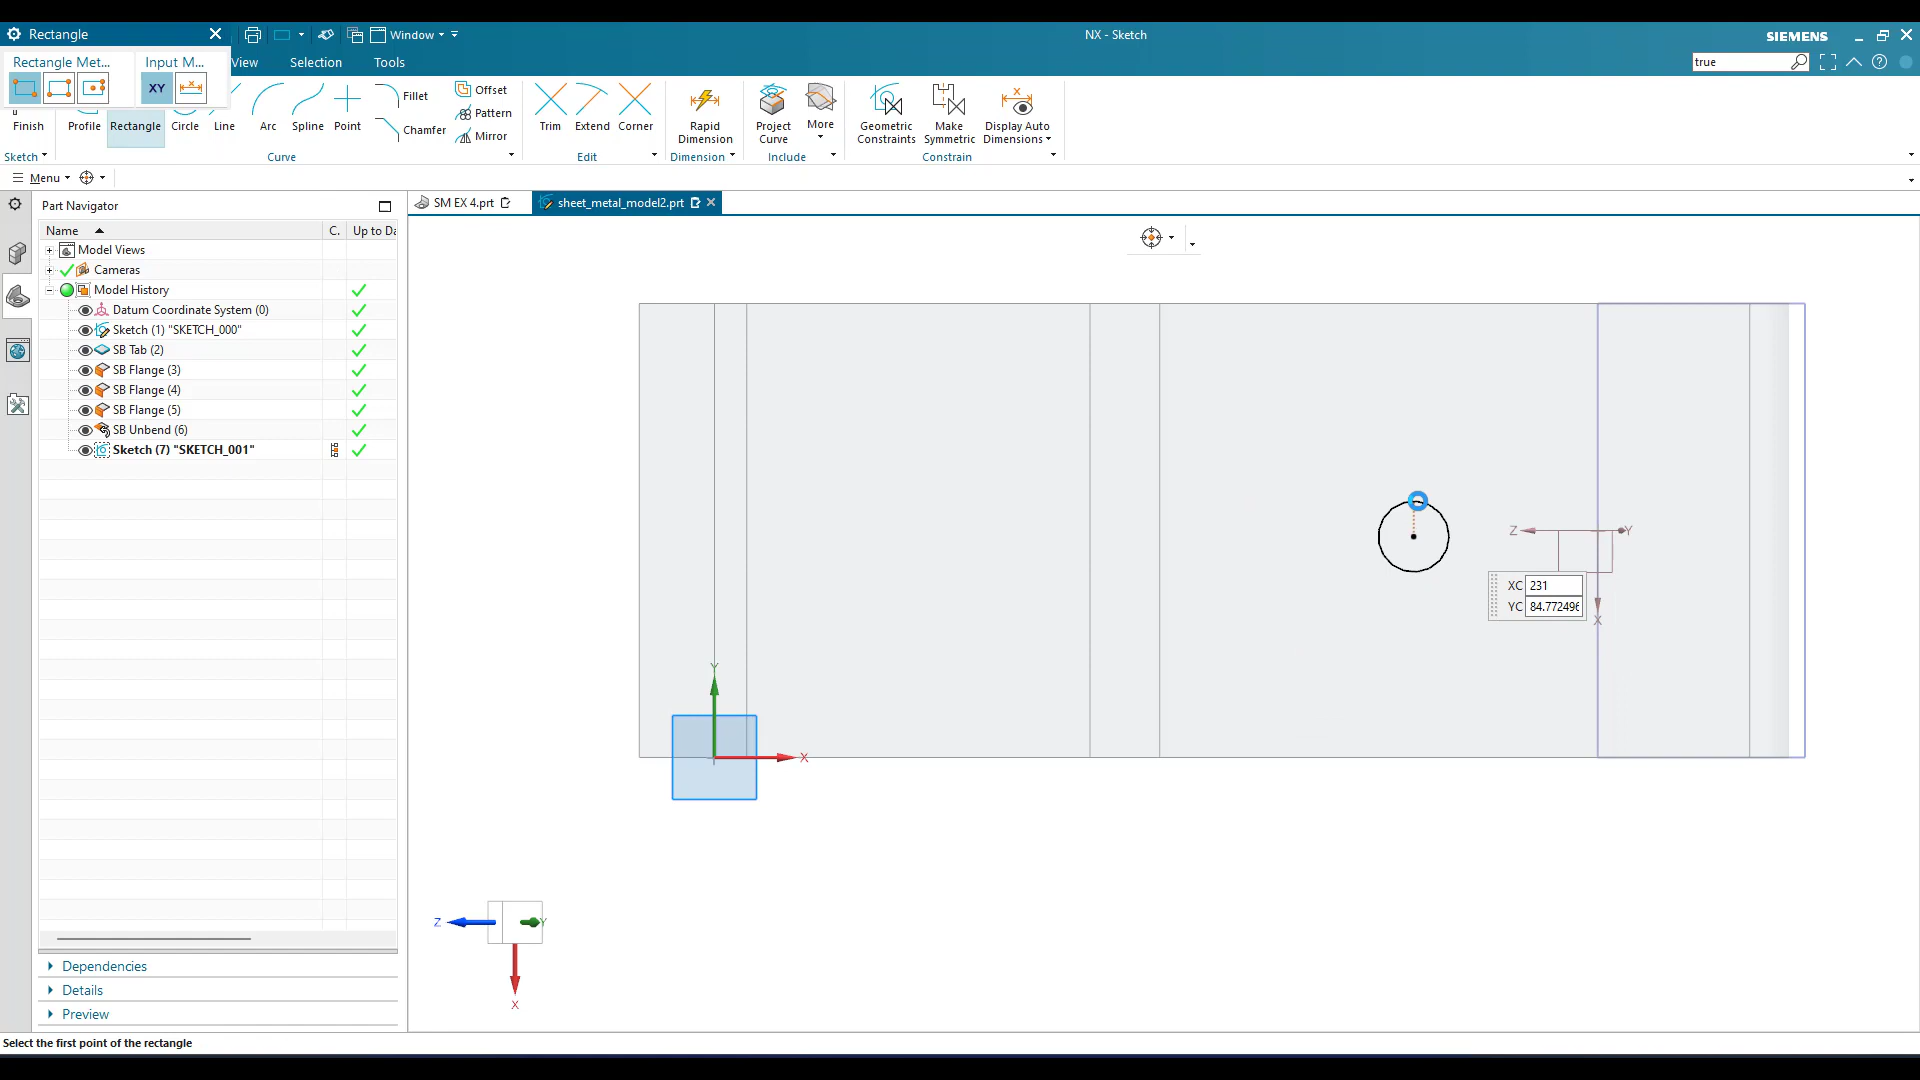 Rectangle
Window
NX - Sketch
SIEMENS
Rectangle Met...
Input M...
View
Selection
Tools
true
XY
Finish
Profile
Rectangle
Circle
Line
Arc
Spline
Point
Fillet
Chamfer
Offset
Pattern
Mirror
Trim
Extend
Corner
Rapid
Dimension
Project
Curve
More
Geometric
Constraints
Make
Symmetric
Display Auto
Dimensions
Sketch
Curve
Edit
Dimension
Include
Constrain
Menu
Part Navigator
SM EX 4.prt
sheet_metal_model2.prt
Name
C.
Up to Da
Model Views
Cameras
Model History
Datum Coordinate System (0)
Sketch (1) "SKETCH_000"
SB Tab (2)
SB Flange (3)
SB Flange (4)
SB Flange (5)
SB Unbend (6)
Sketch (7) "SKETCH_001"
Z
Y
XC 231
YC 84.772496
X
Y
X
Z
Y
X
Dependencies
Details
Preview
Select the first point of the rectangle